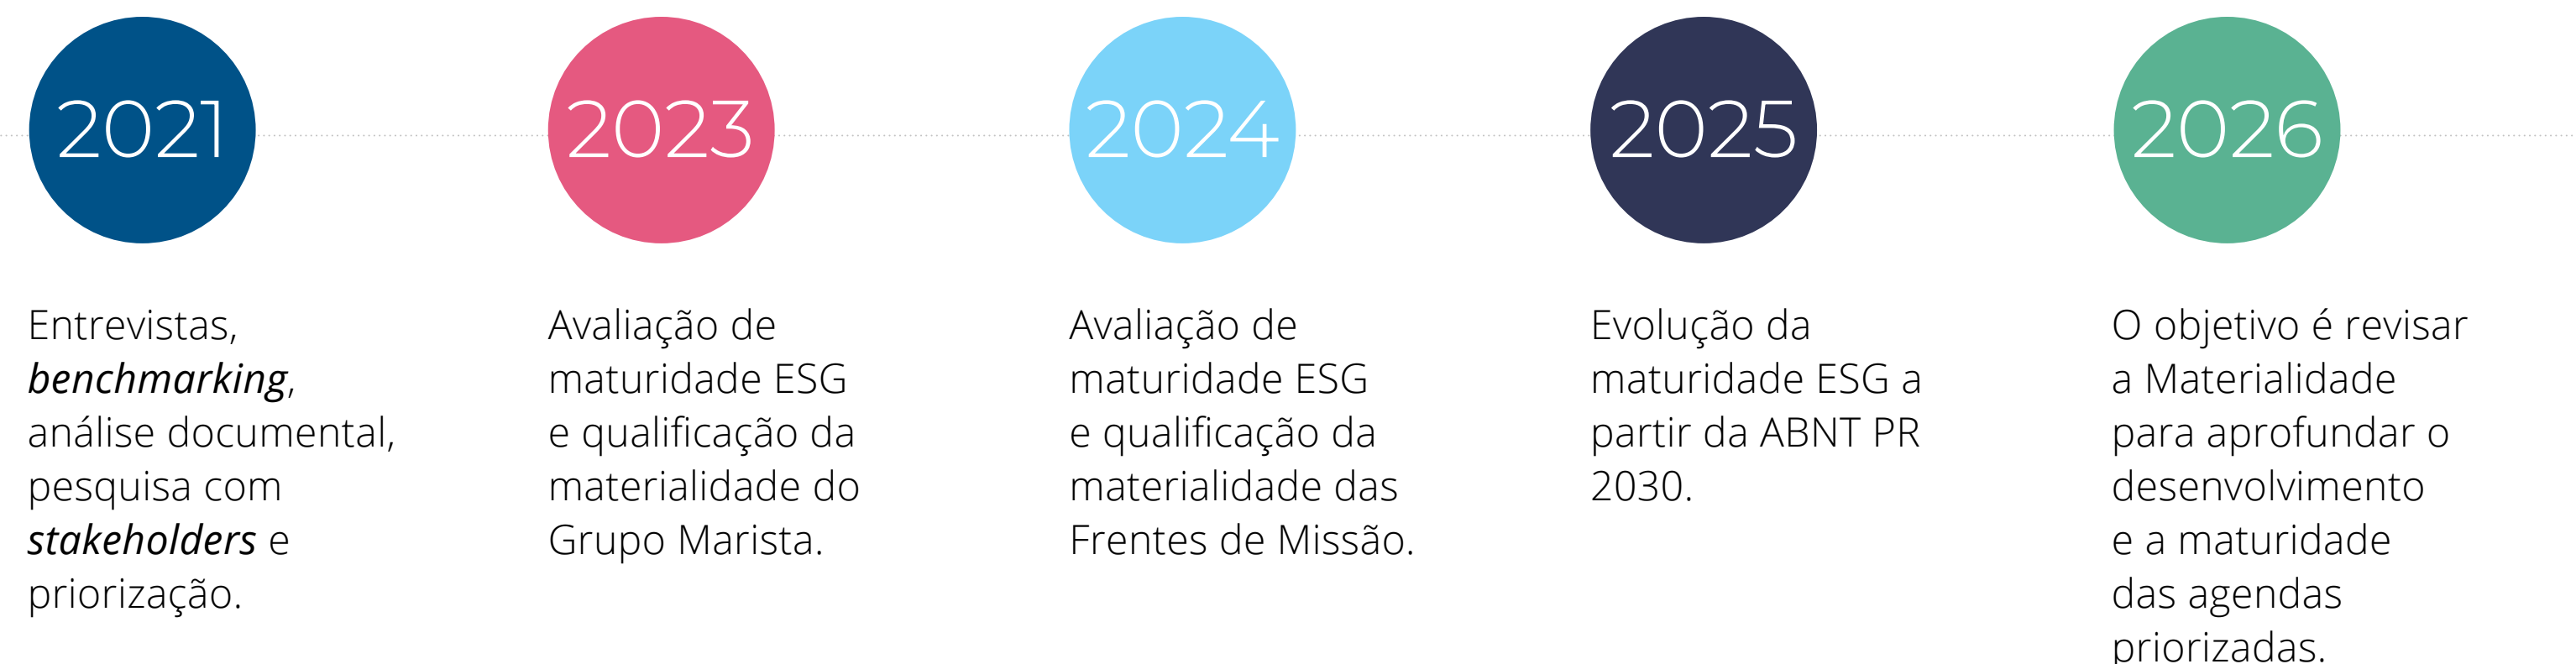 2021
Entrevistas,
benchmarking,
análise documental,
pesquisa com
stakeholders e
priorização.
2023
Avaliação de
maturidade ESG
e qualificação da
materialidade do
Grupo Marista.
2024
Avaliação de
maturidade ESG
e qualificação da
materialidade das
Frentes de Missão.
2025
Evolução da
maturidade ESG a
partir da ABNT PR
2030.
2026
O objetivo é revisar
a Materialidade
para aprofundar o
desenvolvimento
e a maturidade
das agendas
priorizadas.